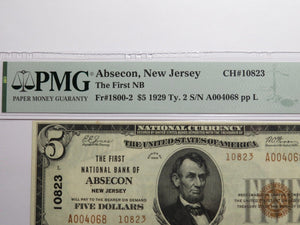 PMG
PAPER MONEY GUARANTY
Absecon, New Jersey CH#10823
The First NB
Fr#1800-2 $5 1929 Ty. 2 S/N A004068 pp L
NATIONAL CURRENCY
THE UNITED STATES OF AMERICA
5
THE FIRST
NATIONAL BANK OF
ABSECON
NEW JERSEY
WILL PAY TO THE BEARER ON DEMAND
FIVE DOLLARS
10823
10823 A004068
A004068 10823